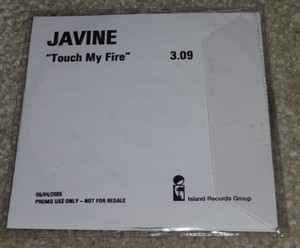 JAVINE
"Touch My Fire" 3.09
06/04/2005
PROMO USE ONLY – NOT FOR RESALE
Island Records Group